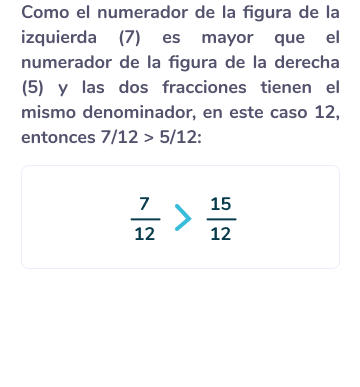 Como el numerador de la figura de la
izquierda (7) es mayor que el
numerador de la figura de la derecha
(5) y las dos fracciones tienen el
mismo denominador, en este caso 12,
entonces 7/12 > 5/12:
7/12 > 15/12